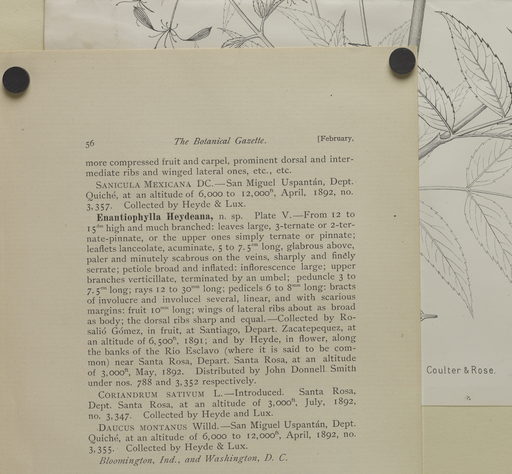 56 The Botanical Gazette. [February,
more compressed fruit and carpel, prominent dorsal and inter-
mediate ribs and winged lateral ones, etc., etc.
SANICULA MEXICANA DC.—San Miguel Uspantán, Dept.
Quiché, at an altitude of 6,000 to 12,000ft, April, 1892, no.
3,357. Collected by Heyde & Lux.
Enantiophylla Heydeana, n. sp. Plate V.—From 12 to
15dm high and much branched: leaves large, 3-ternate or 2-ter-
nate-pinnate, or the upper ones simply ternate or pinnate;
leaflets lanceolate, acuminate, 5 to 7.5cm long, glabrous above,
paler and minutely scabrous on the veins, sharply and finely
serrate; petiole broad and inflated: inflorescence large; upper
branches verticillate, terminated by an umbel; peduncle 3 to
7.5cm long; rays 12 to 30mm long; pedicels 6 to 8mm long: bracts
of involucre and involucel several, linear, and with scarious
margins: fruit 10mm long; wings of lateral ribs about as broad
as body; the dorsal ribs sharp and equal.—Collected by Ro-
salió Gómez, in fruit, at Santiago, Depart. Zacatepequez, at
an altitude of 6,500ft, 1891; and by Heyde, in flower, along
the banks of the Rio Esclavo (where it is said to be com-
mon) near Santa Rosa, Depart. Santa Rosa, at an altitude
of 3,000ft, May, 1892. Distributed by John Donnell Smith
under nos. 788 and 3,352 respectively.
CORIANDRUM SATIVUM L.—Introduced. Santa Rosa,
Dept. Santa Rosa, at an altitude of 3,000ft, July, 1892,
no. 3,347. Collected by Heyde and Lux.
DAUCUS MONTANUS Willd.—San Miguel Uspantán, Dept.
Quiché, at an altitude of 6,000 to 12,000ft, April, 1892, no.
3,355. Collected by Heyde & Lux.
Bloomington, Ind., and Washington, D. C.
Coulter & Rose.